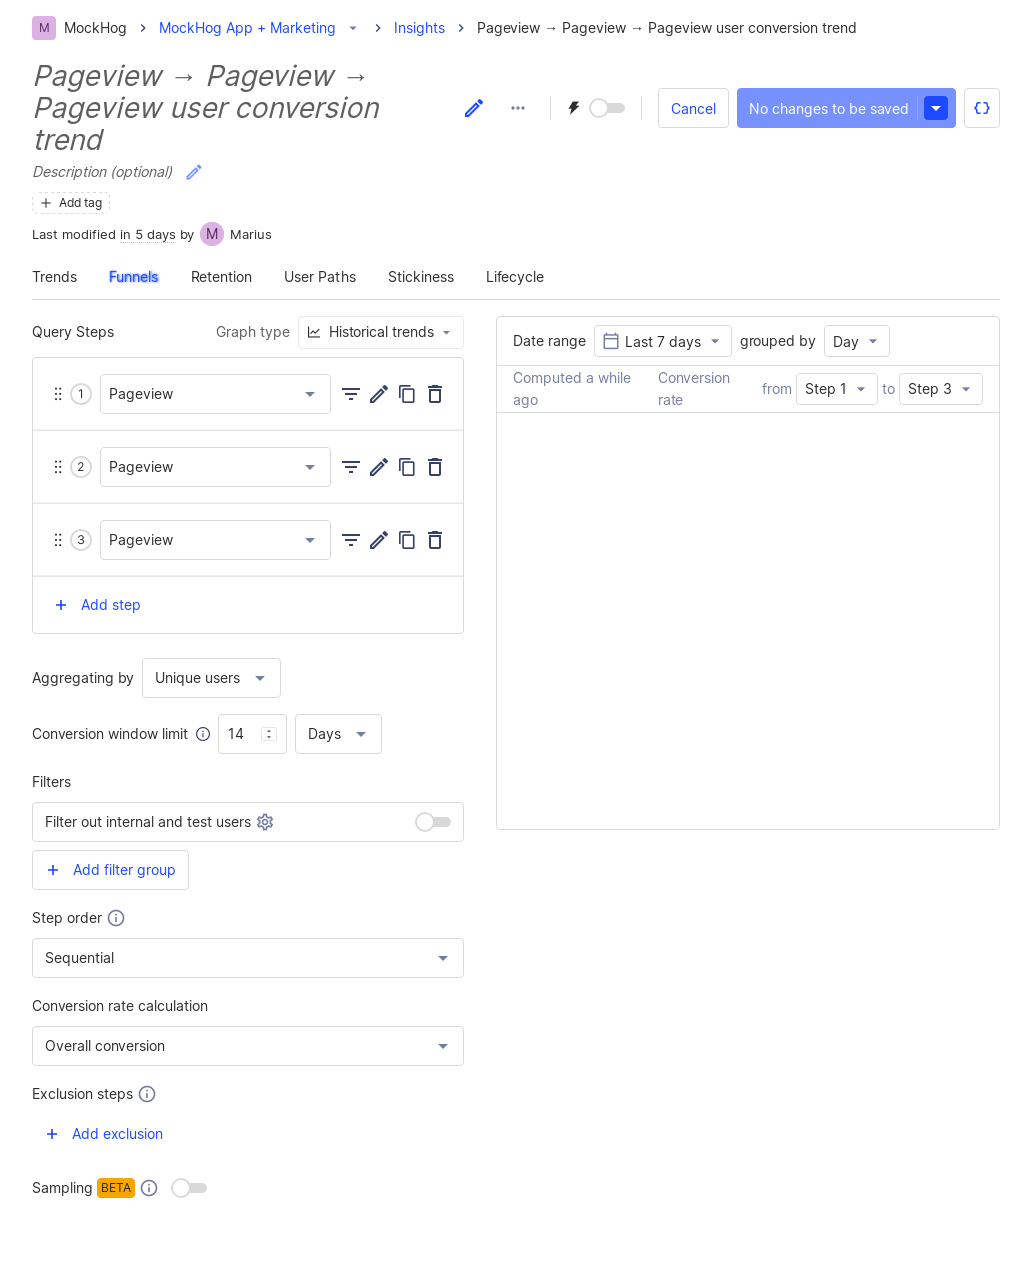 M MockHog > MockHog App + Marketing > Insights > Pageview → Pageview → Pageview user conversion trend
Pageview → Pageview →
Pageview user conversion
trend
Cancel
No changes to be saved
Description (optional)
Add tag
Last modified in 5 days by M Marius
Trends Funnels Retention User Paths Stickiness Lifecycle
Query Steps Graph type Historical trends
1 Pageview
2 Pageview
3 Pageview
+ Add step
Aggregating by Unique users
Conversion window limit 14 Days
Filters
Filter out internal and test users
+ Add filter group
Step order
Sequential
Conversion rate calculation
Overall conversion
Exclusion steps
+ Add exclusion
Sampling BETA
Date range Last 7 days grouped by Day
Computed a while
ago
Conversion
rate
from Step 1 to Step 3